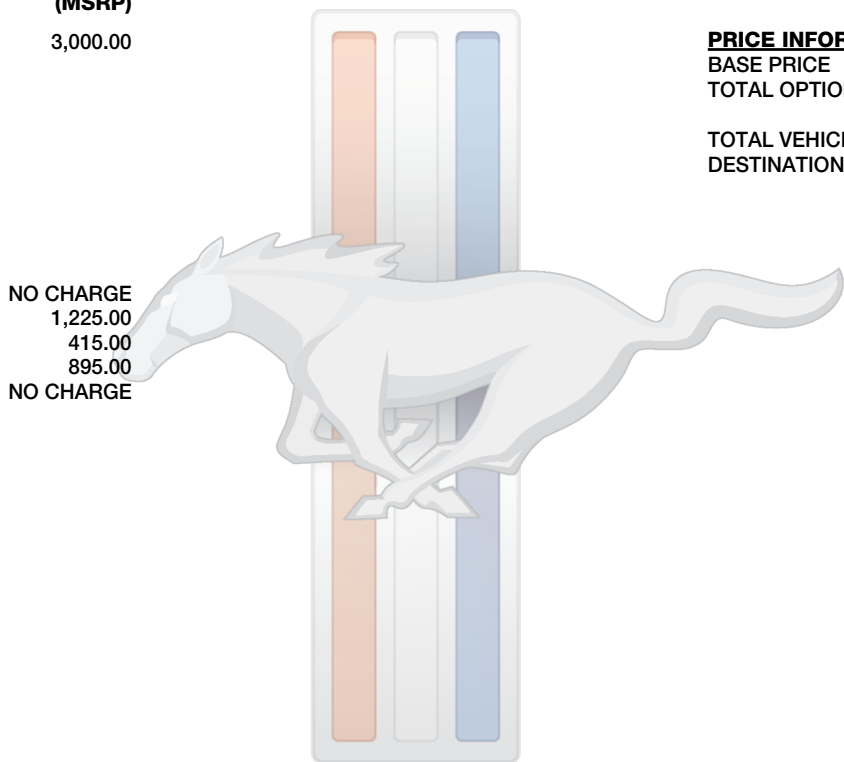 (MSRP)
3,000.00
NO CHARGE
1,225.00
415.00
895.00
NO CHARGE
PRICE INFOR
BASE PRICE
TOTAL OPTIO
TOTAL VEHIC
DESTINATION